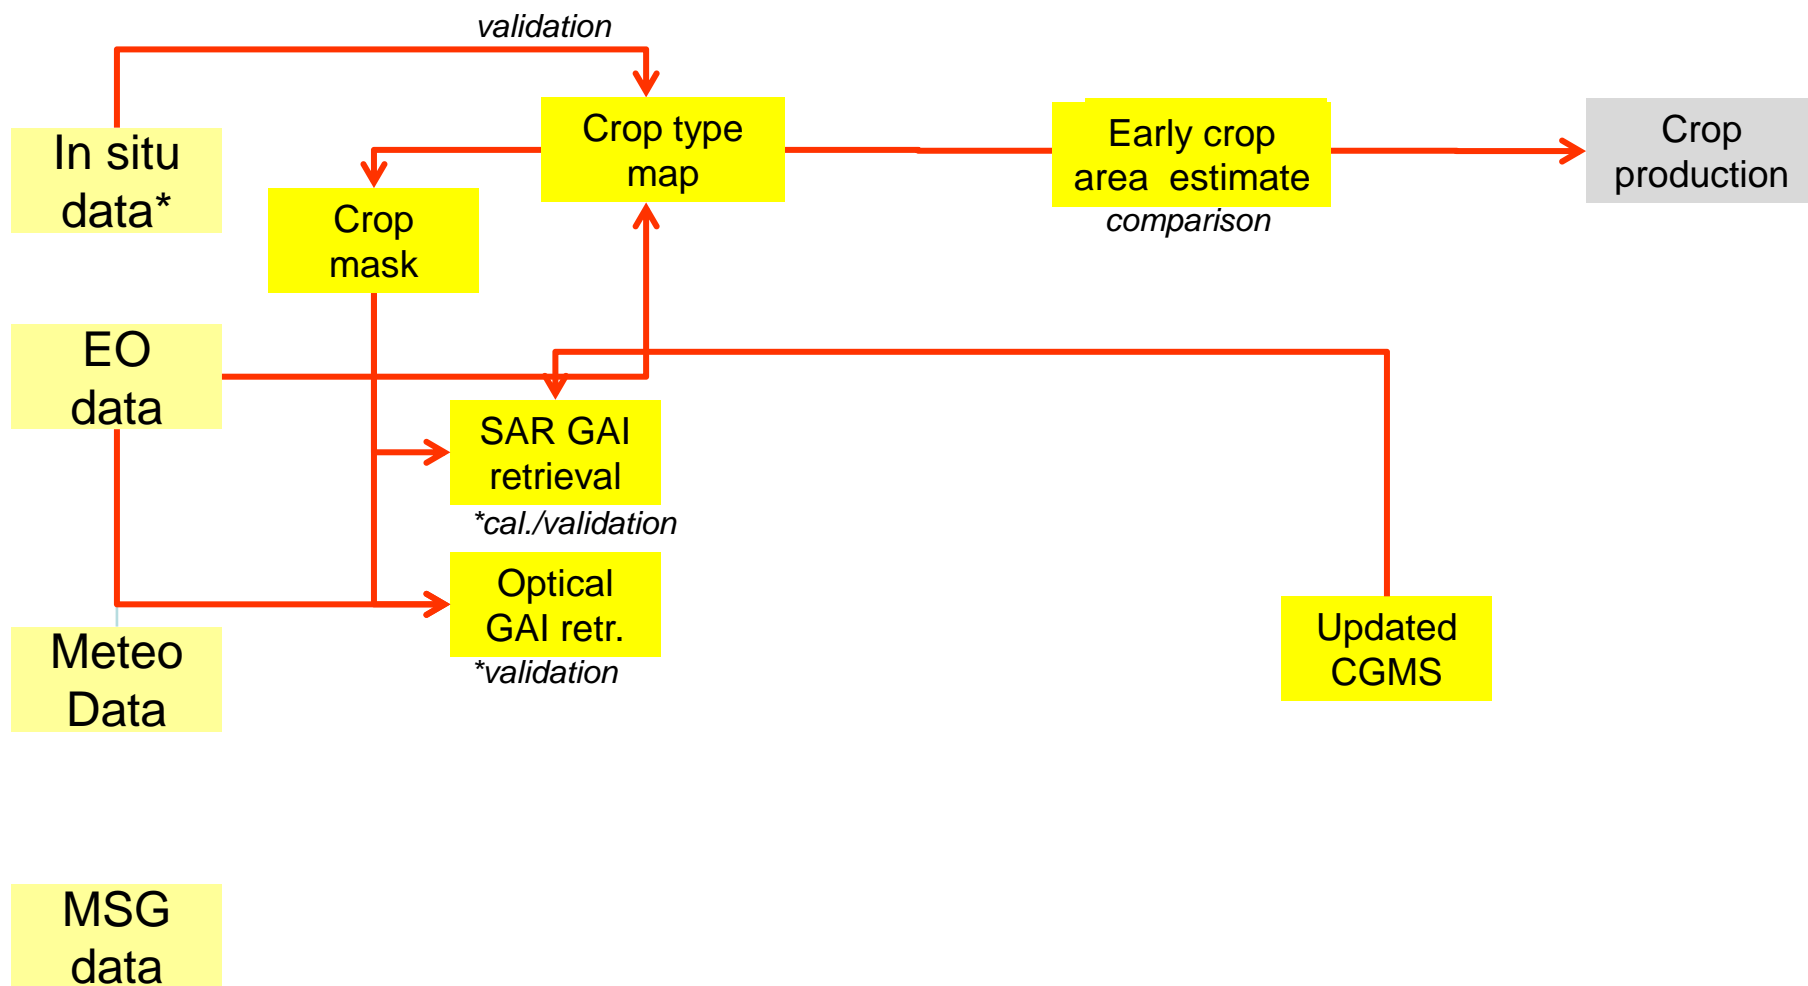 validation
In situ
data*
Crop type
map
Early crop
area  estimate
comparison
Crop
production
Crop
mask
EO
data
SAR GAI
retrieval
*cal./validation
Optical
GAI retr.
*validation
Meteo
Data
Updated
CGMS
MSG
data